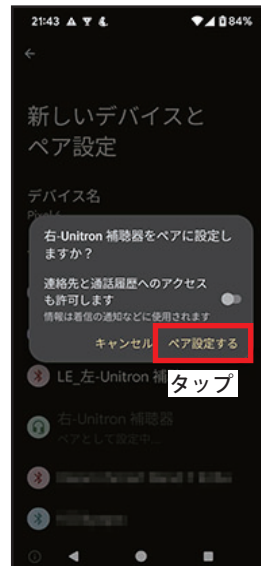 21:43
84%
新しいデバイスと
ペア設定
デバイス名
右-Unitron 補聴器をペアに設定し
ますか？
連絡先と通話履歴へのアクセス
も許可します
情報は着信の通知などに使用されます
キャンセル ペア設定する
LE_左-Unitron 補
タップ
右-Unitron 補聴器
ペアとして設定中...